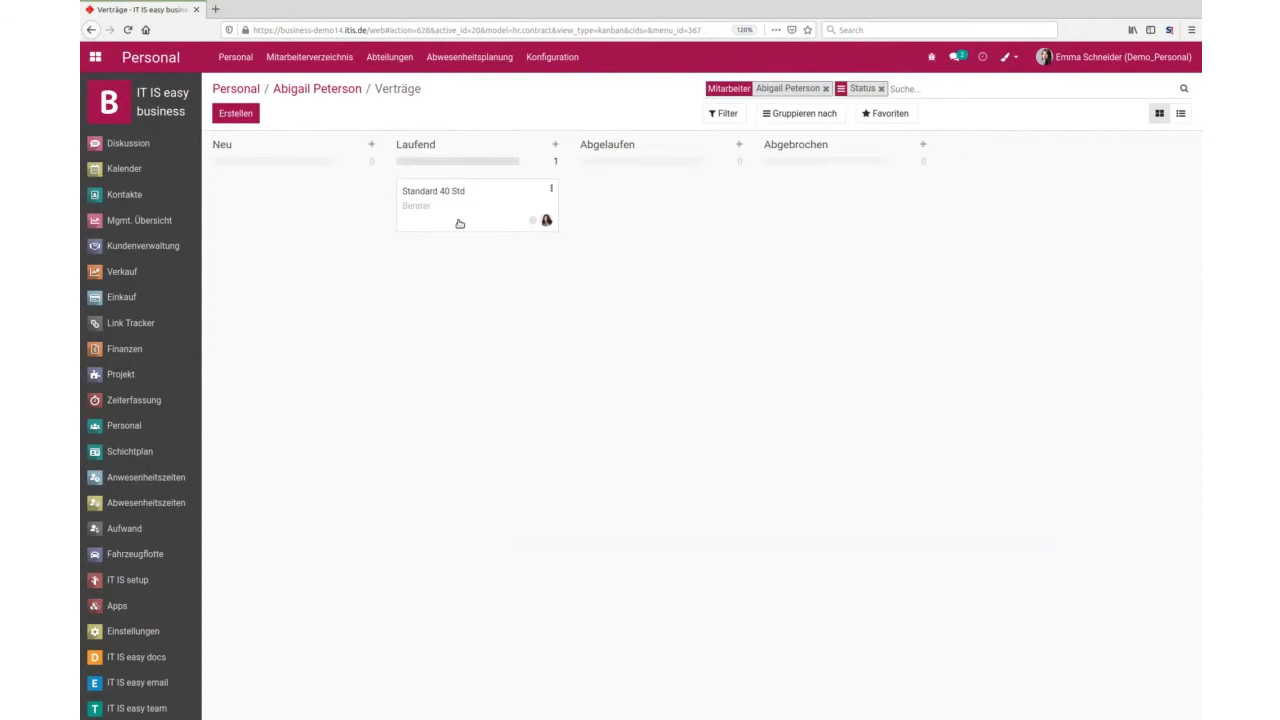 Verträge - IT IS easy busin
https://business-demo14.itis.de/web#action=628&active_id=20&model=hr.contract&view_type=kanban&cids=&menu_id=367
120%
Search
Personal
Personal
Mitarbeiterverzeichnis
Abteilungen
Abwesenheitsplanung
Konfiguration
2
Emma Schneider (Demo_Personal)
B
IT IS easy
business
Personal / Abigail Peterson / Verträge
Mitarbeiter
Abigail Peterson
Status
Suche...
Erstellen
Filter
Gruppieren nach
Favoriten
Neu
0
Laufend
1
Abgelaufen
0
Abgebrochen
0
Standard 40 Std
Berater
Diskussion
Kalender
Kontakte
Mgmt. Übersicht
Kundenverwaltung
Verkauf
Einkauf
Link Tracker
Finanzen
Projekt
Zeiterfassung
Personal
Schichtplan
Anwesenheitszeiten
Abwesenheitszeiten
Aufwand
Fahrzeugflotte
IT IS setup
Apps
Einstellungen
D
IT IS easy docs
E
IT IS easy email
T
IT IS easy team